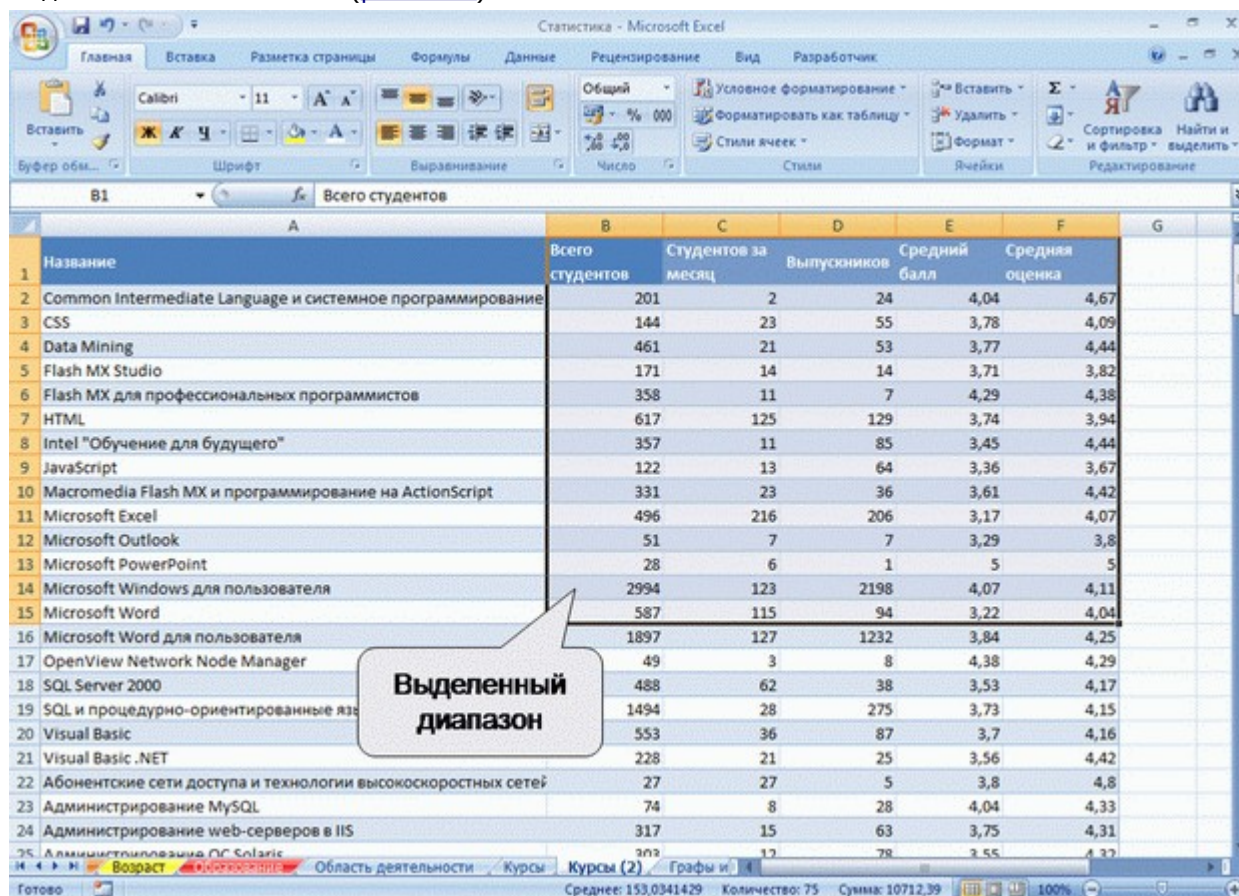 Статистика - Microsoft Excel
Главная Вставка Разметка страницы Формулы Данные Рецензирование Вид Разработчик
Вставить
Calibri 11
Ж К Ч
Общий
% 000
Условное форматирование
Форматировать как таблицу
Стили ячеек
Вставить
Удалить
Формат
Σ
Сортировка и фильтр
Найти и выделить
Буфер обм... Шрифт Выравнивание Число Стили Ячейки Редактирование
B1 fx Всего студентов
A B C D E F G
1 Название Всего студентов Студентов за месяц Выпускников Средний балл Средняя оценка
2 Common Intermediate Language и системное программирование 201 2 24 4,04 4,67
3 CSS 144 23 55 3,78 4,09
4 Data Mining 461 21 53 3,77 4,44
5 Flash MX Studio 171 14 14 3,71 3,82
6 Flash MX для профессиональных программистов 358 11 7 4,29 4,38
7 HTML 617 125 129 3,74 3,94
8 Intel "Обучение для будущего" 357 11 85 3,45 4,44
9 JavaScript 122 13 64 3,36 3,67
10 Macromedia Flash MX и программирование на ActionScript 331 23 36 3,61 4,42
11 Microsoft Excel 496 216 206 3,17 4,07
12 Microsoft Outlook 51 7 7 3,29 3,8
13 Microsoft PowerPoint 28 6 1 5 5
14 Microsoft Windows для пользователя 2994 123 2198 4,07 4,11
15 Microsoft Word 587 115 94 3,22 4,04
16 Microsoft Word для пользователя 1897 127 1232 3,84 4,25
17 OpenView Network Node Manager 49 3 8 4,38 4,29
18 SQL Server 2000 488 62 38 3,53 4,17
19 SQL и процедурно-ориентированные 1494 28 275 3,73 4,15
20 Visual Basic 553 36 87 3,7 4,16
21 Visual Basic .NET 228 21 25 3,56 4,42
22 Абонентские сети доступа и технологии высокоскоростных сетей 27 27 5 3,8 4,8
23 Администрирование MySQL 74 8 28 4,04 4,33
24 Администрирование web-серверов в IIS 317 15 63 3,75 4,31
25 Администрирование ОС Solaris 303 12 78 3,55 4,32
Выделенный
диапазон
Возраст Образование Область деятельности Курсы Курсы (2) Графы и
Готово Среднее: 153,0341429 Количество: 75 Сумма: 10712,39 100%